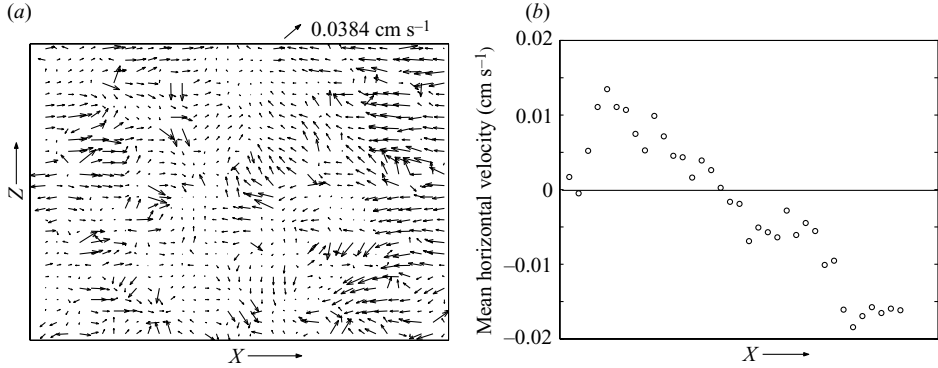 (a)
0.0384 cm s⁻¹
Z
X
(b)
Mean horizontal velocity (cm s⁻¹)
0.02
0.01
0
−0.01
−0.02
X